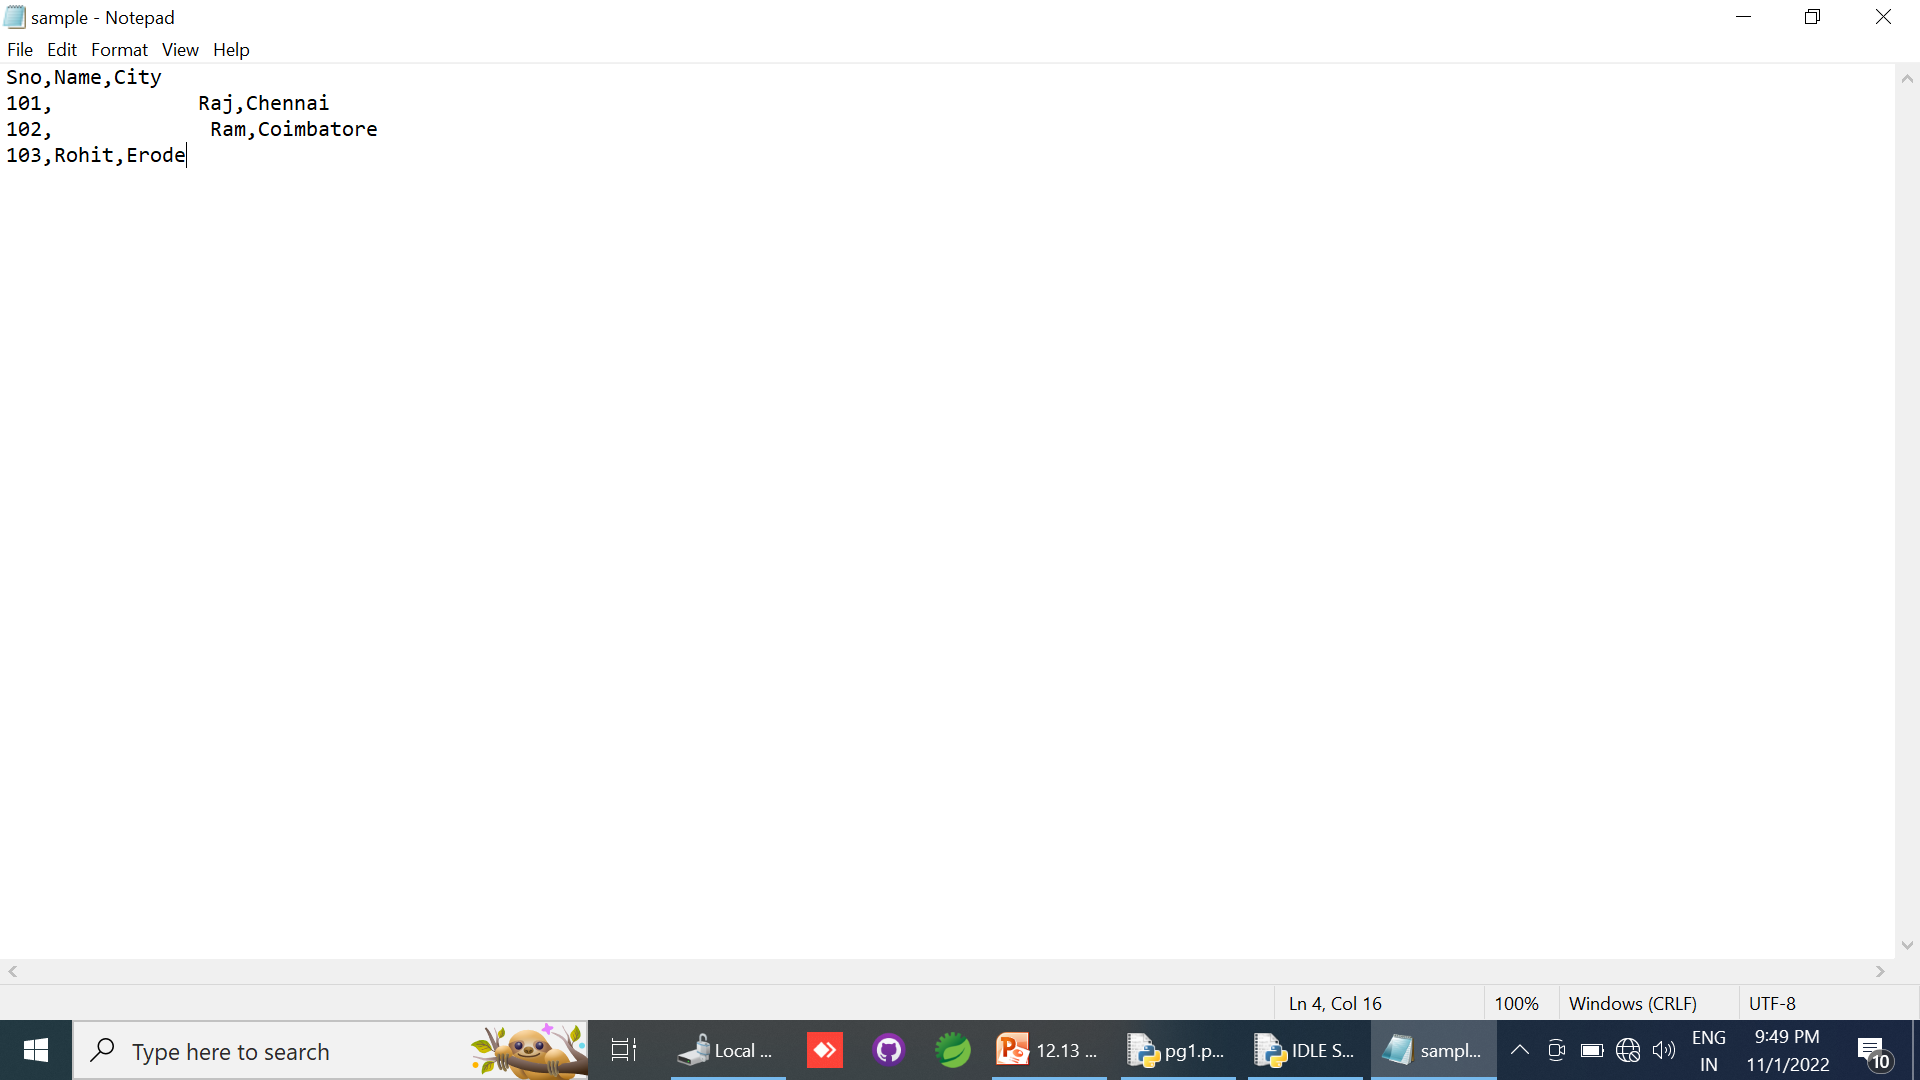 sample - Notepad
File Edit Format View Help
Sno,Name,City
101,            Raj,Chennai
102,             Ram,Coimbatore
103,Rohit,Erode
Ln 4, Col 16 100% Windows (CRLF) UTF-8
Type here to search Local ... 12.13 ... pg1.p... IDLE S... sampl... ENG 9:49 PM
IN 11/1/2022 10